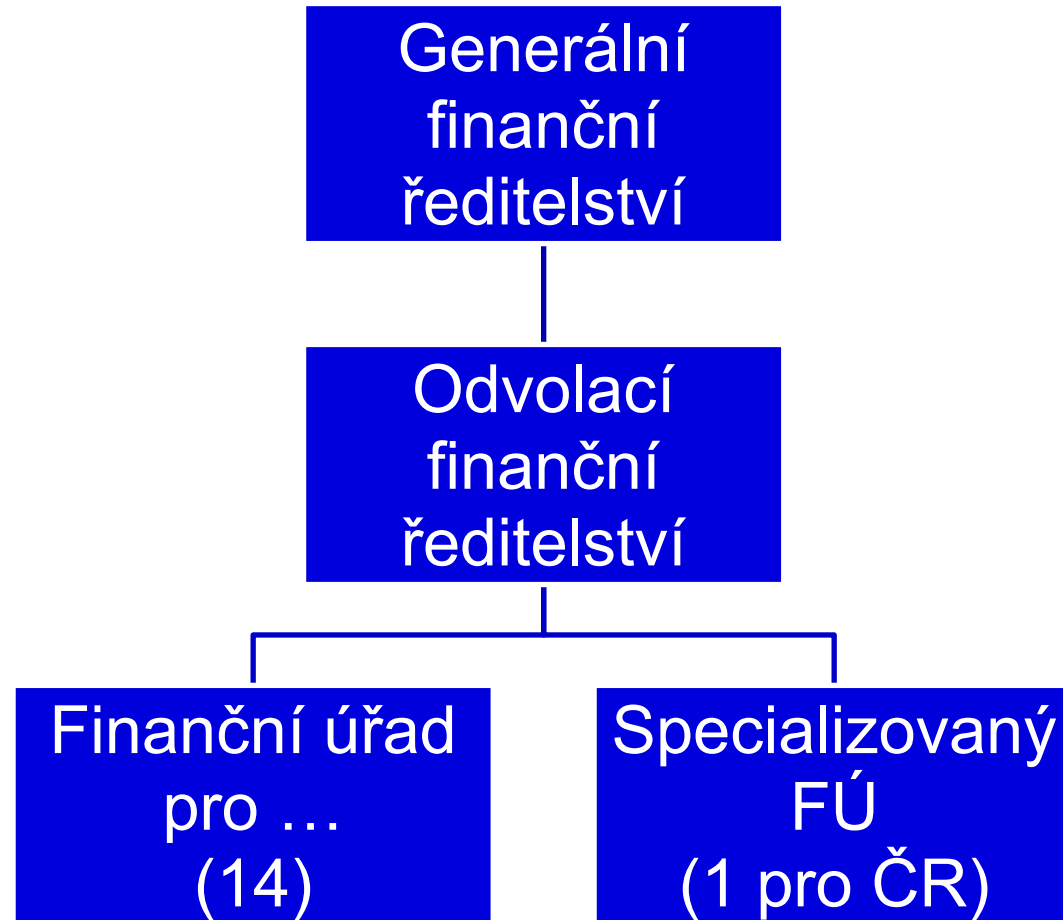 Generální
finanční
ředitelství
Odvolací
finanční
ředitelství
Finanční úřad
pro …
(14)
Specializovaný
FÚ
(1 pro ČR)